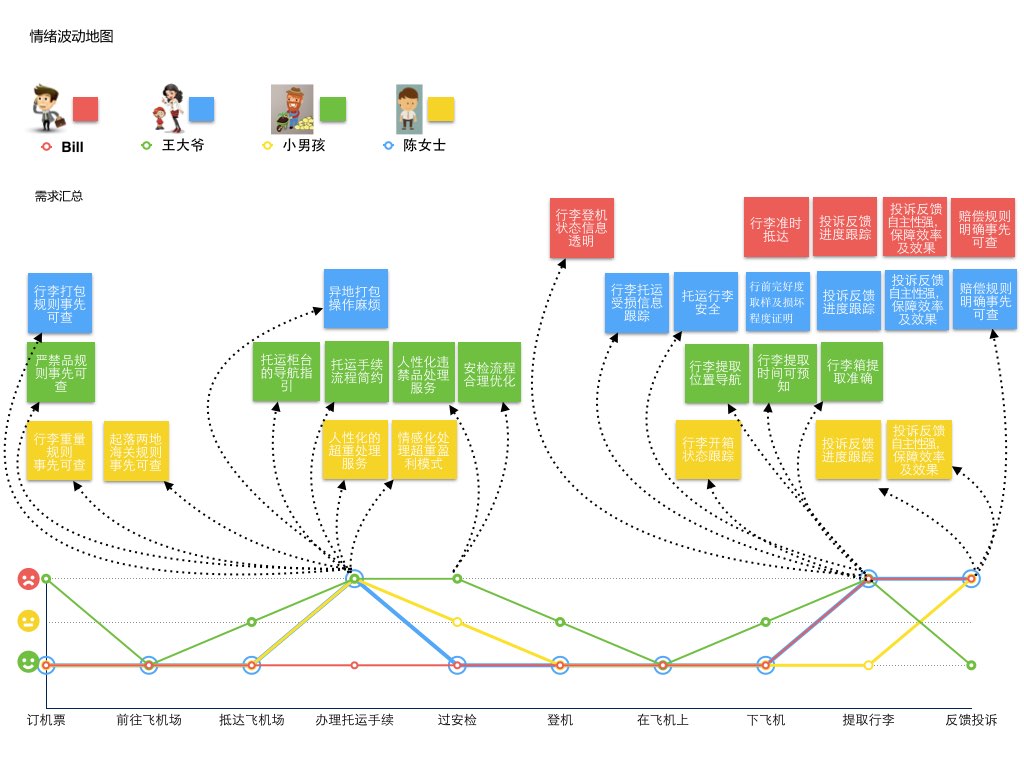 情绪波动地图
Bill
王大爷
小男孩
陈女士
需求汇总
行李登机
状态信息
透明
行李准时
抵达
投诉反馈
进度跟踪
投诉反馈
自主性强,
保障效率
及效果
赔偿规则
明确事先
可查
行李打包
规则事先
可查
异地打包
操作麻烦
行李托运
受损信息
跟踪
托运行李
安全
行前完好度
取样及损坏
程度证明
投诉反馈
进度跟踪
投诉反馈
自主性强,
保障效率
及效果
赔偿规则
明确事先
可查
严禁品规
则事先可
查
托运柜台
的导航指
引
托运手续
流程简约
人性化违
禁品处理
服务
安检流程
合理优化
行李提取
位置导航
行李提取
时间可预
知
行李箱提
取准确
行李重量
规则
事先可查
起落两地
海关规则
事先可查
人性化的
超重处理
服务
情感化处
理超重盈
利模式
行李开箱
状态跟踪
投诉反馈
进度跟踪
投诉反馈
自主性强,
保障效率
及效果
订机票
前往飞机场
抵达飞机场
办理托运手续
过安检
登机
在飞机上
下飞机
提取行李
反馈投诉